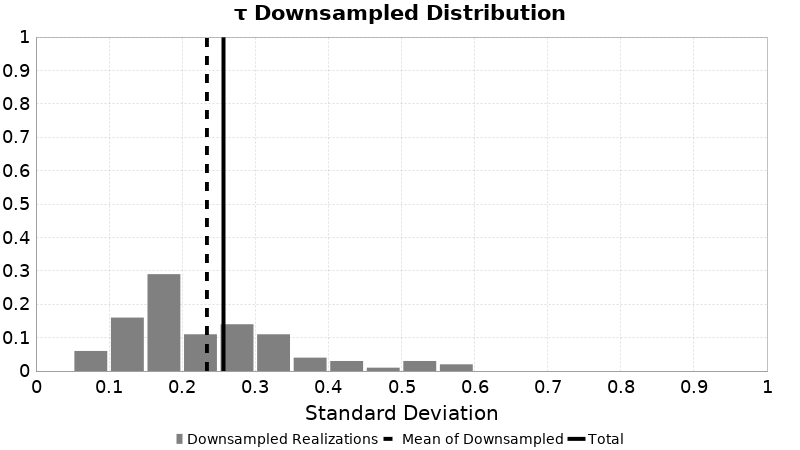 τ Downsampled Distribution
1
0.9
0.8
0.7
0.6
0.5
0.4
0.3
0.2
0.1
0
0 0.1 0.2 0.3 0.4 0.5 0.6 0.7 0.8 0.9 1
Standard Deviation
Downsampled Realizations Mean of Downsampled Total